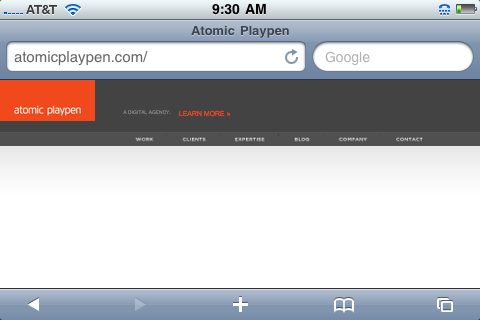 AT&T 9:30 AM
Atomic Playpen
atomicplaypen.com/ Google
atomic playpen
A DIGITAL AGENCY. LEARN MORE »
WORK CLIENTS EXPERTISE BLOG COMPANY CONTACT